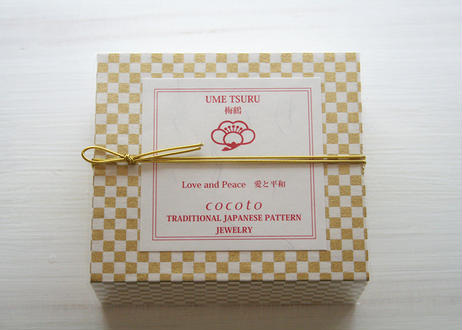 UME TSURU
梅鶴
Love and Peace 愛と平和
cocoto
TRADITIONAL JAPANESE PATTERN
JEWELRY